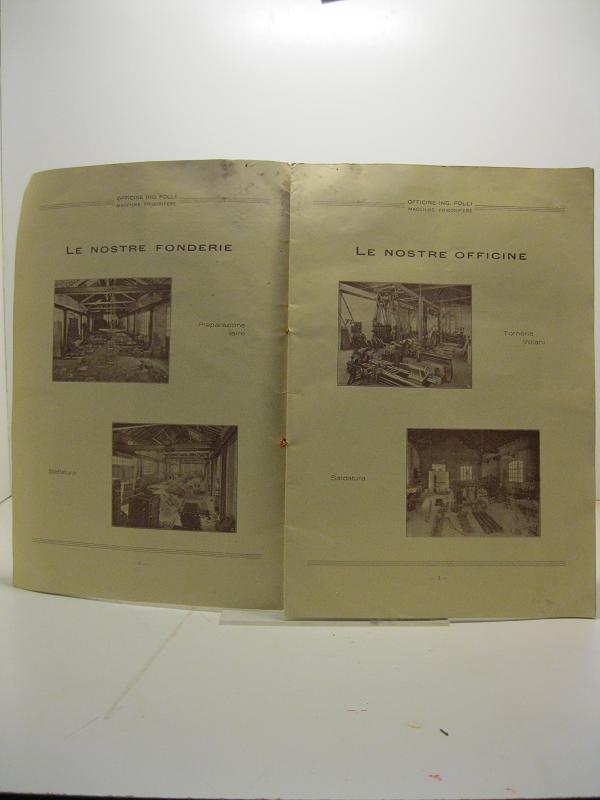 OFFICINE ING. FOLLI
MACCHINE FRIGORIFERE
LE NOSTRE FONDERIE
Preparazione
terre
Staffatura
OFFICINE ING. FOLLI
MACCHINE FRIGORIFERE
LE NOSTRE OFFICINE
Torneria
Volani
Saldatura